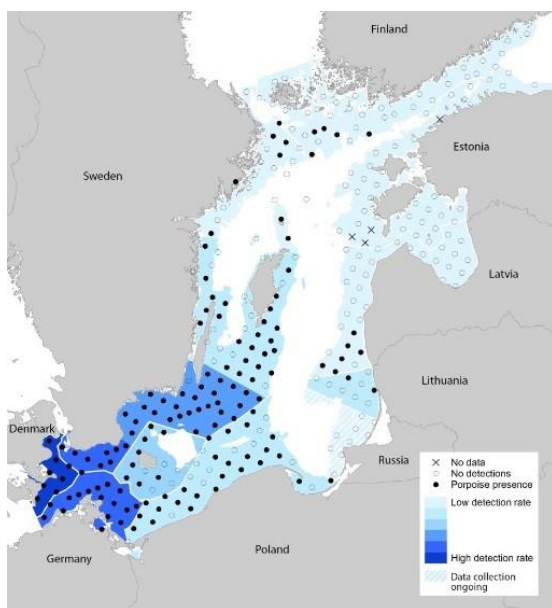 Finland
Estonia
Sweden
Latvia
Lithuania
Denmark
Russia
Germany
Poland
No data
No detections
Porpoise presence
Low detection rate
High detection rate
Data collection
ongoing